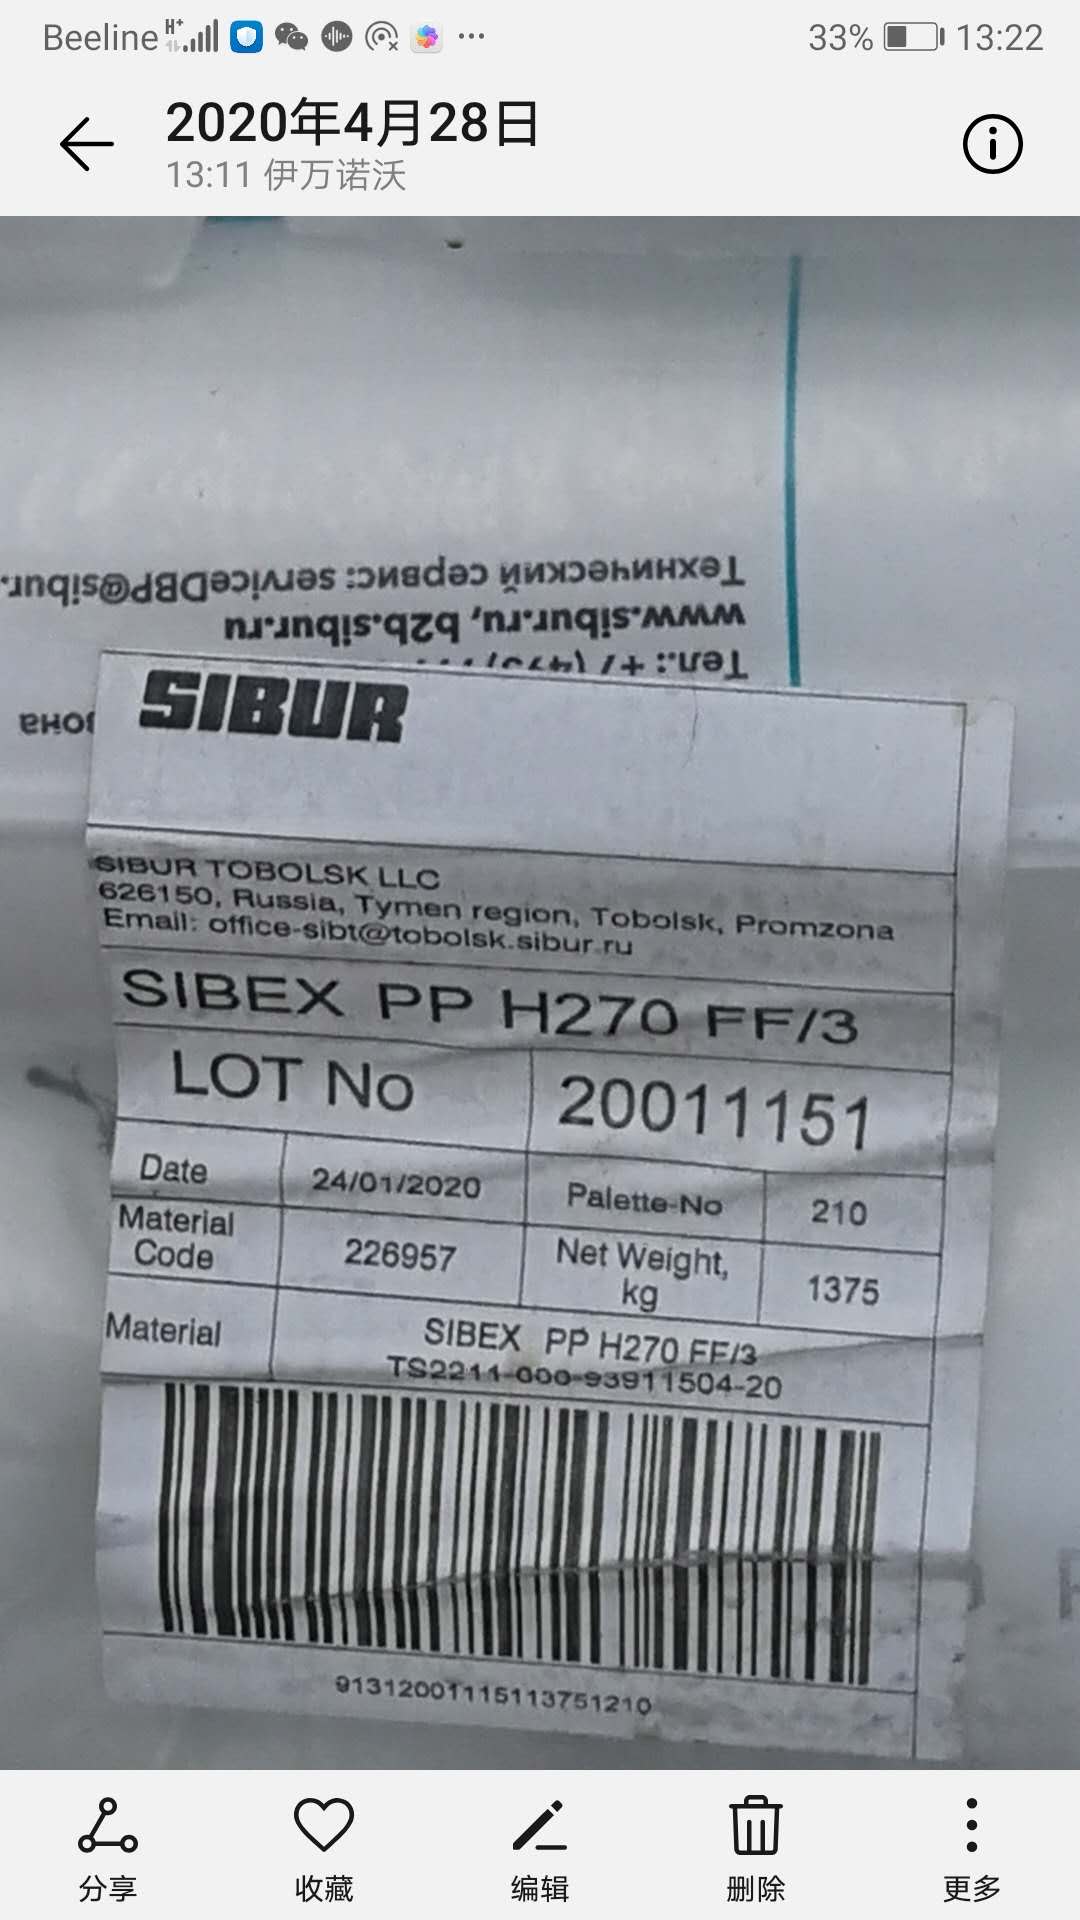 Beeline H+ 33% 13:22
2020年4月28日
13:11 伊万诺沃
Технический сервис: serviceDBP@sibur.
www.sibur.ru, b2b.sibur.ru
Тел.: +7
SIBUR
SIBUR TOBOLSK LLC
626150, Russia, Tymen region, Tobolsk, Promzona
Email: office-sibt@tobolsk.sibur.ru
SIBEX PP H270 FF/3
LOT No 20011151
Date 24/01/2020 Palette-No 210
Material Code 226957 Net Weight, kg 1375
Material SIBEX PP H270 FF/3
TS2211-000-93911504-20
91312001115113751210
分享 收藏 编辑 删除 更多